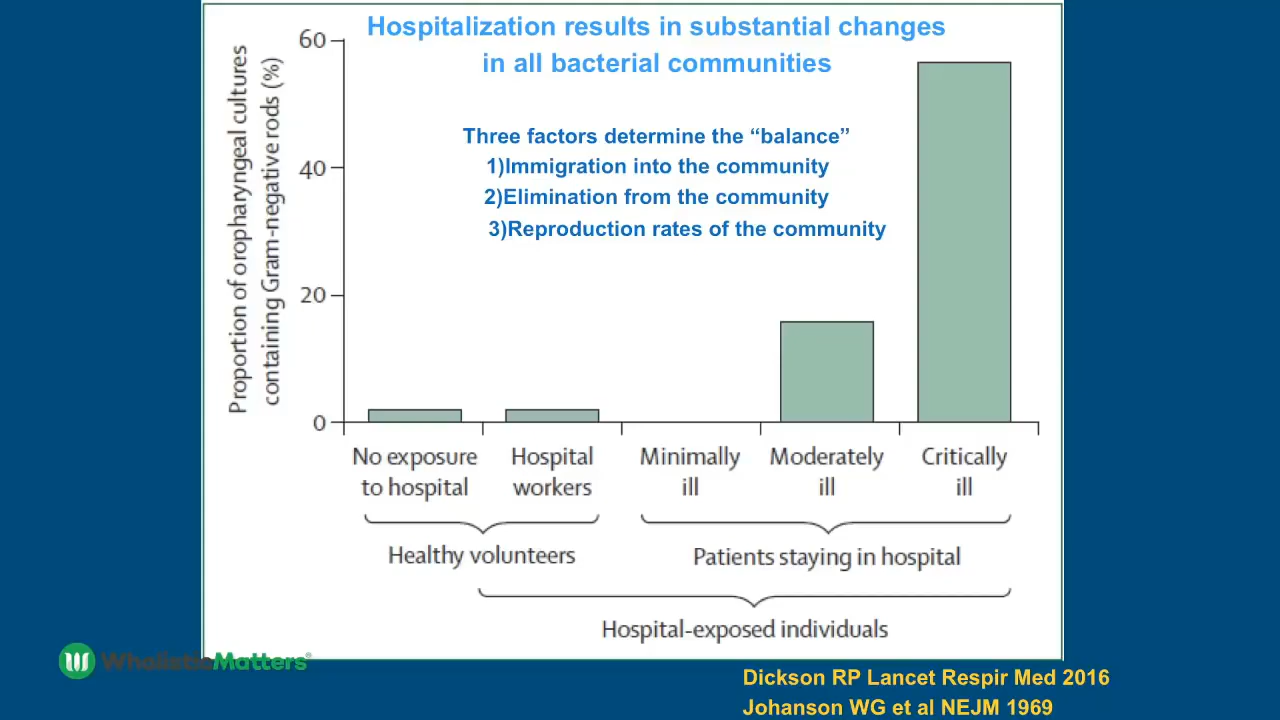 Hospitalization results in substantial changes
in all bacterial communities
Three factors determine the “balance”
1)Immigration into the community
2)Elimination from the community
3)Reproduction rates of the community
Proportion of oropharyngeal cultures
containing Gram-negative rods (%)
60
40
20
0
No exposure
to hospital
Hospital
workers
Minimally
ill
Moderately
ill
Critically
ill
Healthy volunteers
Patients staying in hospital
Hospital-exposed individuals
WholisticMatters
Dickson RP Lancet Respir Med 2016
Johanson WG et al NEJM 1969